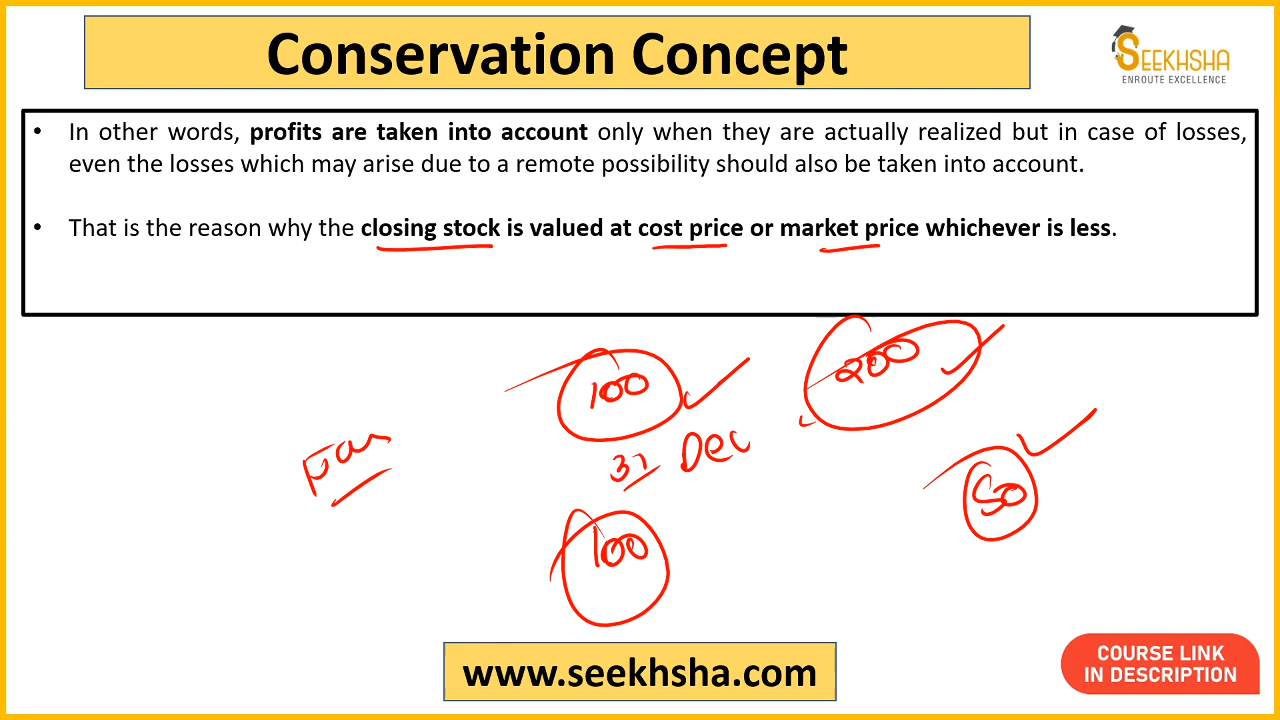 Conservation Concept
SEEKHSHA
ENROUTE EXCELLENCE
• In other words, profits are taken into account only when they are actually realized but in case of losses,
even the losses which may arise due to a remote possibility should also be taken into account.
• That is the reason why the closing stock is valued at cost price or market price whichever is less.
100
200
31 Dec
50
100
www.seekhsha.com
COURSE LINK
IN DESCRIPTION